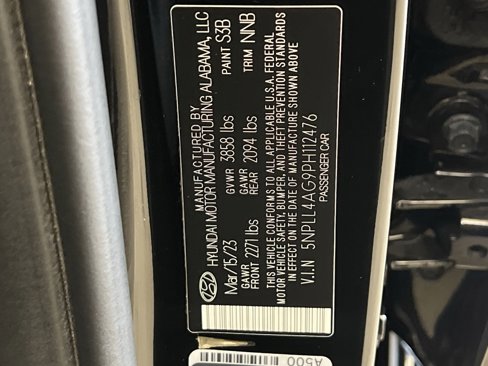 MANUFACTURED BY
HYUNDAI MOTOR MANUFACTURING ALABAMA, LLC
Mar/15/23 GVWR 3858 lbs PAINT S3B
GAWR FRONT 2271 lbs GAWR REAR 2094 lbs TRIM NNB
THIS VEHICLE CONFORMS TO ALL APPLICABLE U.S.A. FEDERAL
MOTOR VEHICLE SAFETY, BUMPER, AND THEFT PREVENTION STANDARDS
IN EFFECT ON THE DATE OF MANUFACTURE SHOWN ABOVE
V.I.N 5NPLL4AG9PH112476
PASSENGER CAR
A500